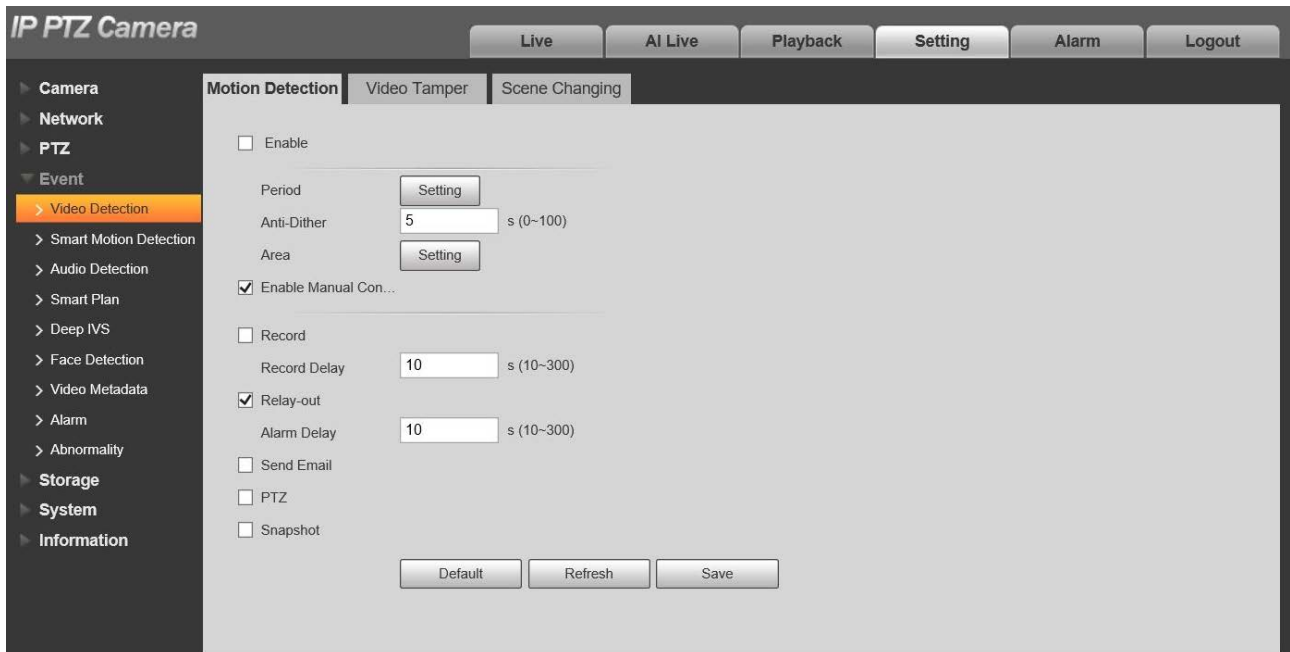 IP PTZ Camera
Live
AI Live
Playback
Setting
Alarm
Logout
Camera
Network
PTZ
Event
Video Detection
Smart Motion Detection
Audio Detection
Smart Plan
Deep IVS
Face Detection
Video Metadata
Alarm
Abnormality
Storage
System
Information
Motion Detection
Video Tamper
Scene Changing
Enable
Period Setting
Anti-Dither 5 s (0~100)
Area Setting
Enable Manual Con...
Record
Record Delay 10 s (10~300)
Relay-out
Alarm Delay 10 s (10~300)
Send Email
PTZ
Snapshot
Default Refresh Save